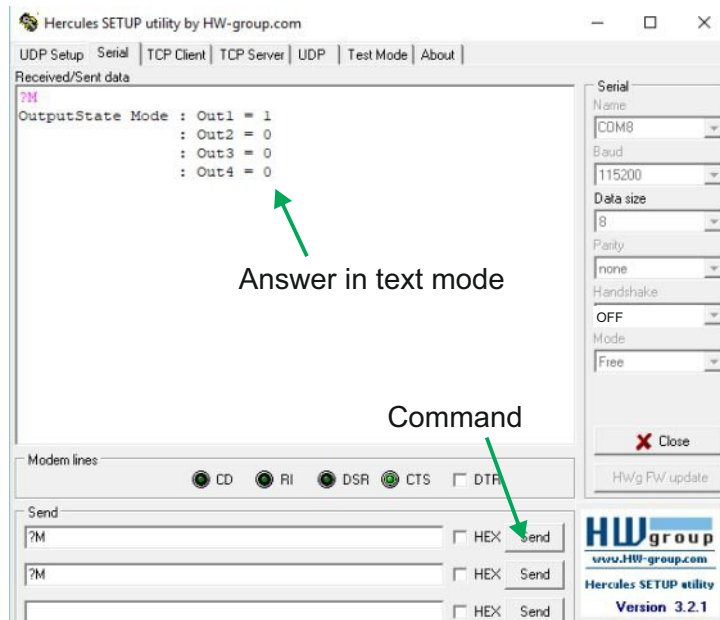 Hercules SETUP utility by HW-group.com
UDP Setup Serial TCP Client TCP Server UDP Test Mode About
Received/Sent data
?M
OutputState Mode : Out1 = 1
: Out2 = 0
: Out3 = 0
: Out4 = 0
Answer in text mode
Command
Serial
Name
COM8
Baud
115200
Data size
8
Parity
none
Handshake
OFF
Mode
Free
Close
HWg FW update
Modem lines
CD RI DSR CTS DTR
Send
?M HEX Send
?M HEX Send
HEX Send
HWgroup
www.HW-group.com
Hercules SETUP utility
Version 3.2.1